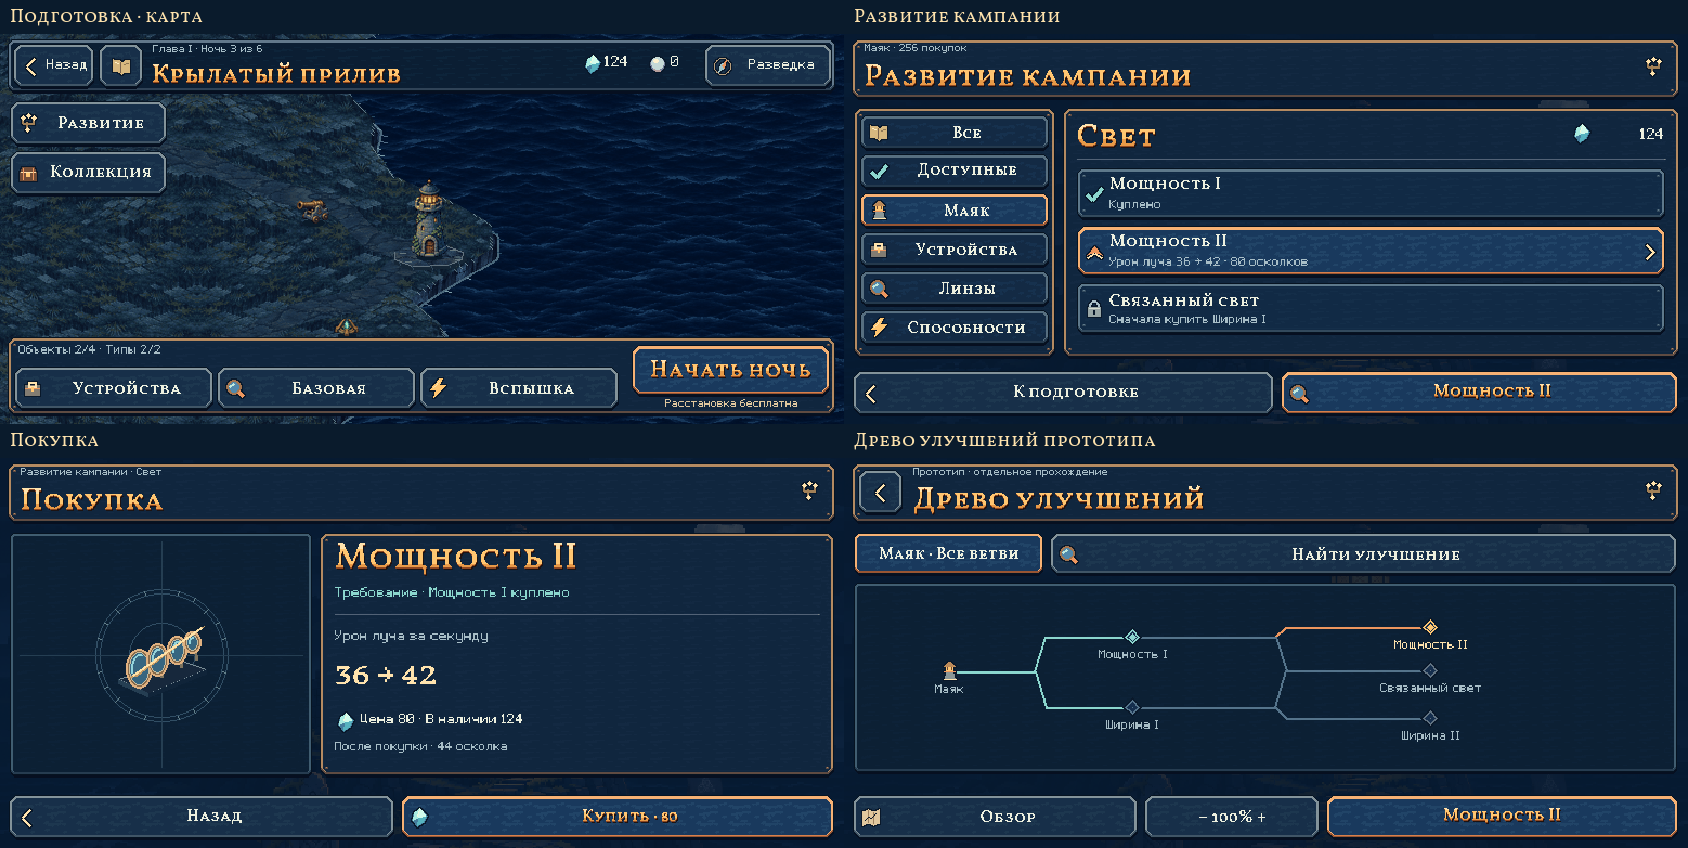 Подготовка · карта
Глава I · Ночь 3 из 6
Назад
Крылатый прилив
124
0
Разведка
Развитие
Коллекция
Объекты 2/4 · Типы 2/2
Устройства
Базовая
Вспышка
Начать ночь
Расстановка бесплатна
Развитие кампании
Маяк · 256 покупок
Развитие кампании
Все
Доступные
Маяк
Устройства
Линзы
Способности
Свет
124
Мощность I
Куплено
Мощность II
Урон луча 36 → 42 · 80 осколков
Связанный свет
Сначала купить Ширина I
К подготовке
Мощность II
Покупка
Развитие кампании · Свет
Покупка
Мощность II
Требование · Мощность I куплено
Урон луча за секунду
36 → 42
Цена 80 · В наличии 124
После покупки · 44 осколка
Назад
Купить · 80
Древо улучшений прототипа
Прототип · отдельное прохождение
Древо улучшений
Маяк · Все ветви
Найти улучшение
Маяк
Мощность I
Ширина I
Мощность II
Связанный свет
Ширина II
Обзор
− 100% +
Мощность II